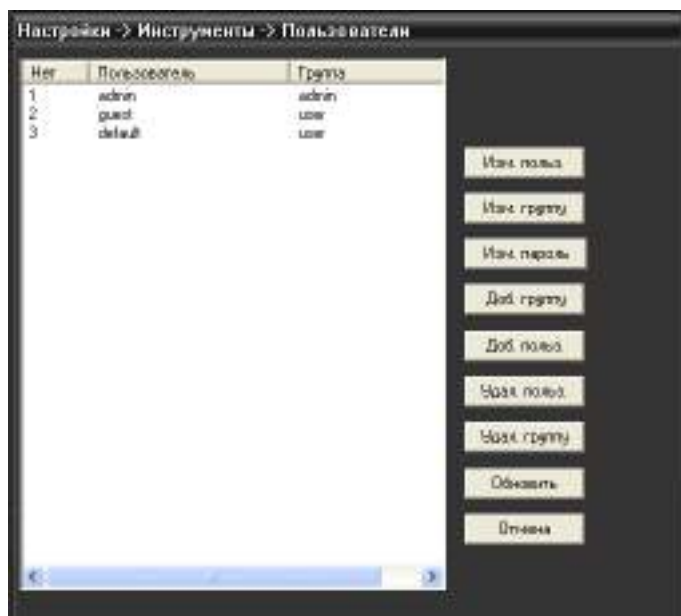 Настройки -> Инструменты -> Пользователи
Нет Пользователь Группа
1 admin admin
2 guest user
3 default user
Изм. польз.
Изм. группу
Изм. пароль
Доб. группу
Доб. польз.
Удал. польз.
Удал. группу
Обновить
Отмена